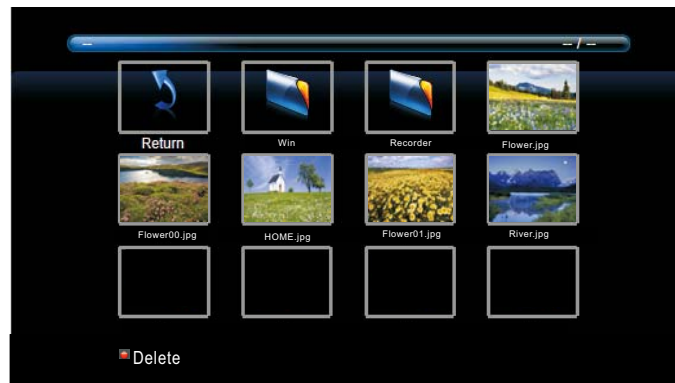 -- -- / --
Return Win Recorder Flower.jpg
Flower00.jpg HOME.jpg Flower01.jpg River.jpg
Delete